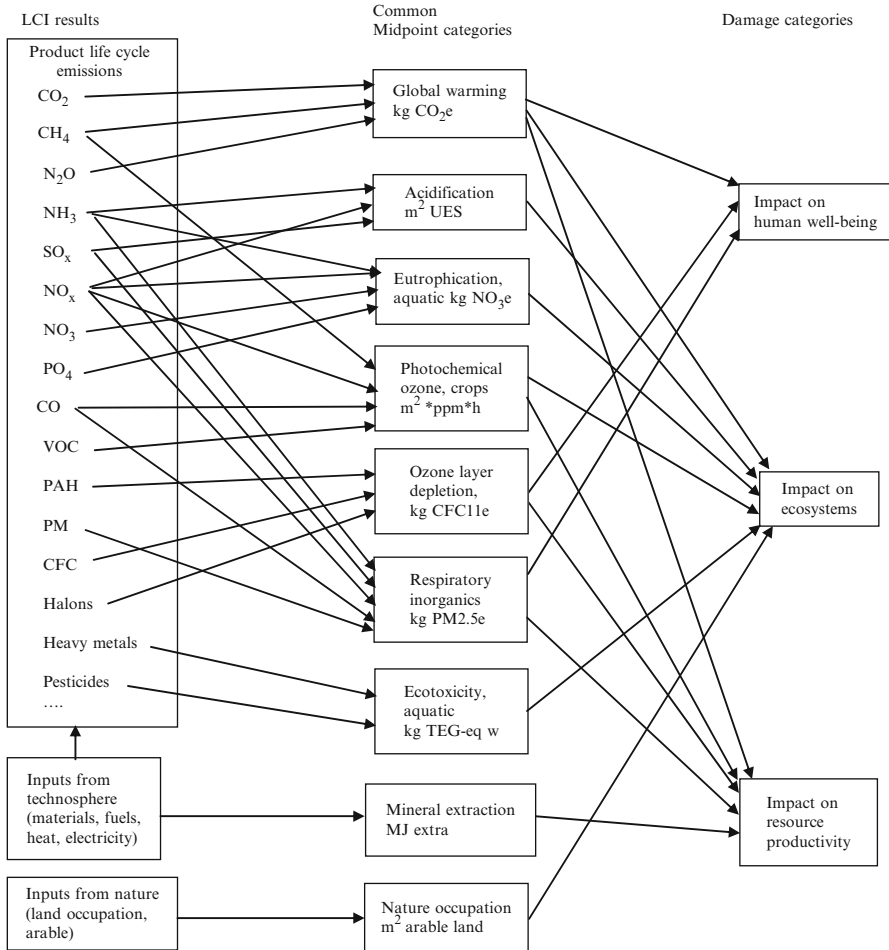 LCI results
Common
Midpoint categories
Damage categories
Product life cycle
emissions
CO₂
CH₄
N₂O
NH₃
SOₓ
NOₓ
NO₃
PO₄
CO
VOC
PAH
PM
CFC
Halons
Heavy metals
Pesticides
....
Inputs from
technosphere
(materials, fuels,
heat, electricity)
Inputs from nature
(land occupation,
arable)
Global warming
kg CO₂e
Acidification
m² UES
Eutrophication,
aquatic kg NO₃e
Photochemical
ozone, crops
m² *ppm*h
Ozone layer
depletion,
kg CFC11e
Respiratory
inorganics
kg PM2.5e
Ecotoxicity,
aquatic
kg TEG-eq w
Mineral extraction
MJ extra
Nature occupation
m² arable land
Impact on
human well-being
Impact on
ecosystems
Impact on
resource
productivity